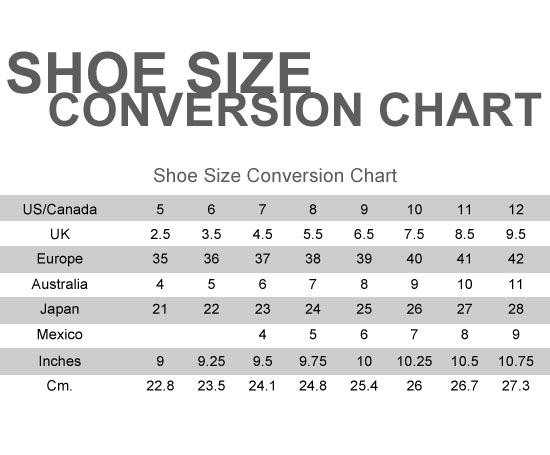 SHOE SIZE
CONVERSION CHART
Shoe Size Conversion Chart
US/Canada 5 6 7 8 9 10 11 12
UK 2.5 3.5 4.5 5.5 6.5 7.5 8.5 9.5
Europe 35 36 37 38 39 40 41 42
Australia 4 5 6 7 8 9 10 11
Japan 21 22 23 24 25 26 27 28
Mexico 4 5 6 7 8 9
Inches 9 9.25 9.5 9.75 10 10.25 10.5 10.75
Cm. 22.8 23.5 24.1 24.8 25.4 26 26.7 27.3